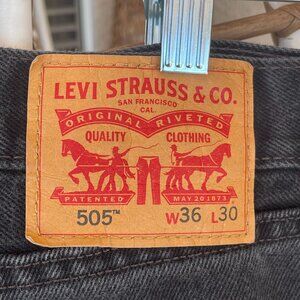 LEVI STRAUSS & CO.
SAN FRANCISCO
CAL.
ORIGINAL RIVETED
QUALITY CLOTHING
PATENTED MAY 20 1873
505™ W36 L30